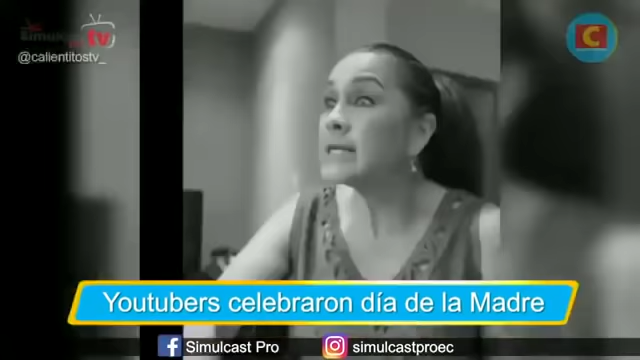 Simulcast
tv
@calientitostv_
C
Youtubers celebraron día de la Madre
Simulcast Pro
simulcastproec